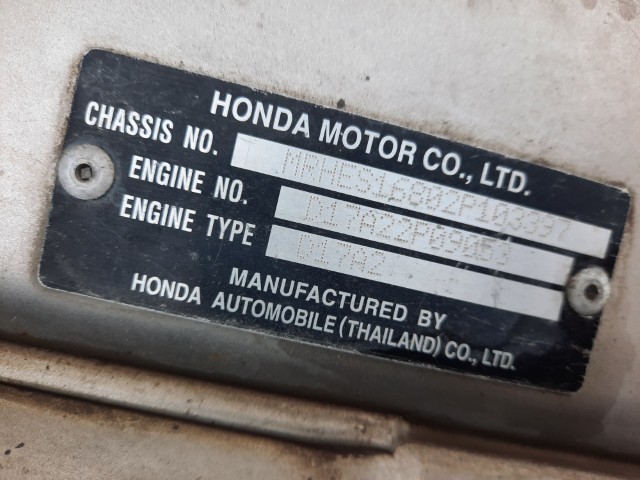 HONDA MOTOR CO., LTD.
CHASSIS NO. MRHES16802P103397
ENGINE NO.
ENGINE TYPE D17A2
MANUFACTURED BY
HONDA AUTOMOBILE (THAILAND) CO., LTD.